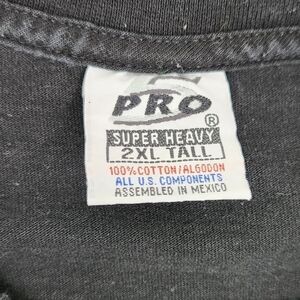 PRO
®
SUPER HEAVY
2XL TALL
100% COTTON/ALGODON
ALL U.S. COMPONENTS
ASSEMBLED IN MEXICO